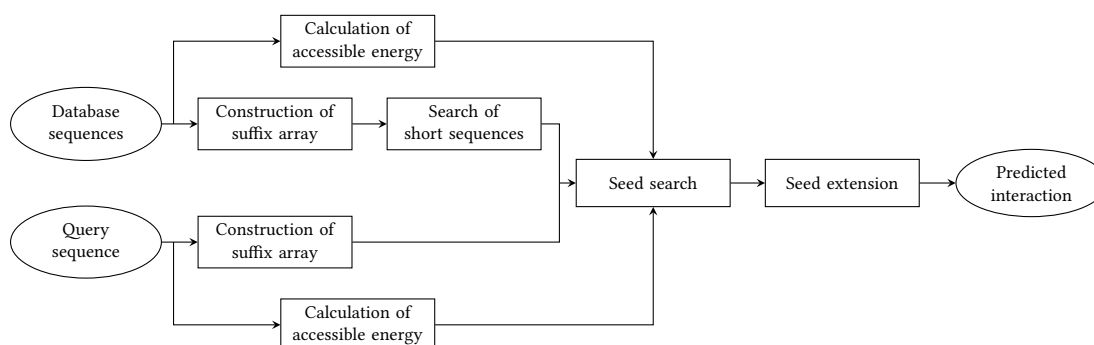 Calculation of
accessible energy
Database
sequences
Construction of
suffix array
Search of
short sequences
Seed search
Seed extension
Predicted
interaction
Query
sequence
Construction of
suffix array
Calculation of
accessible energy